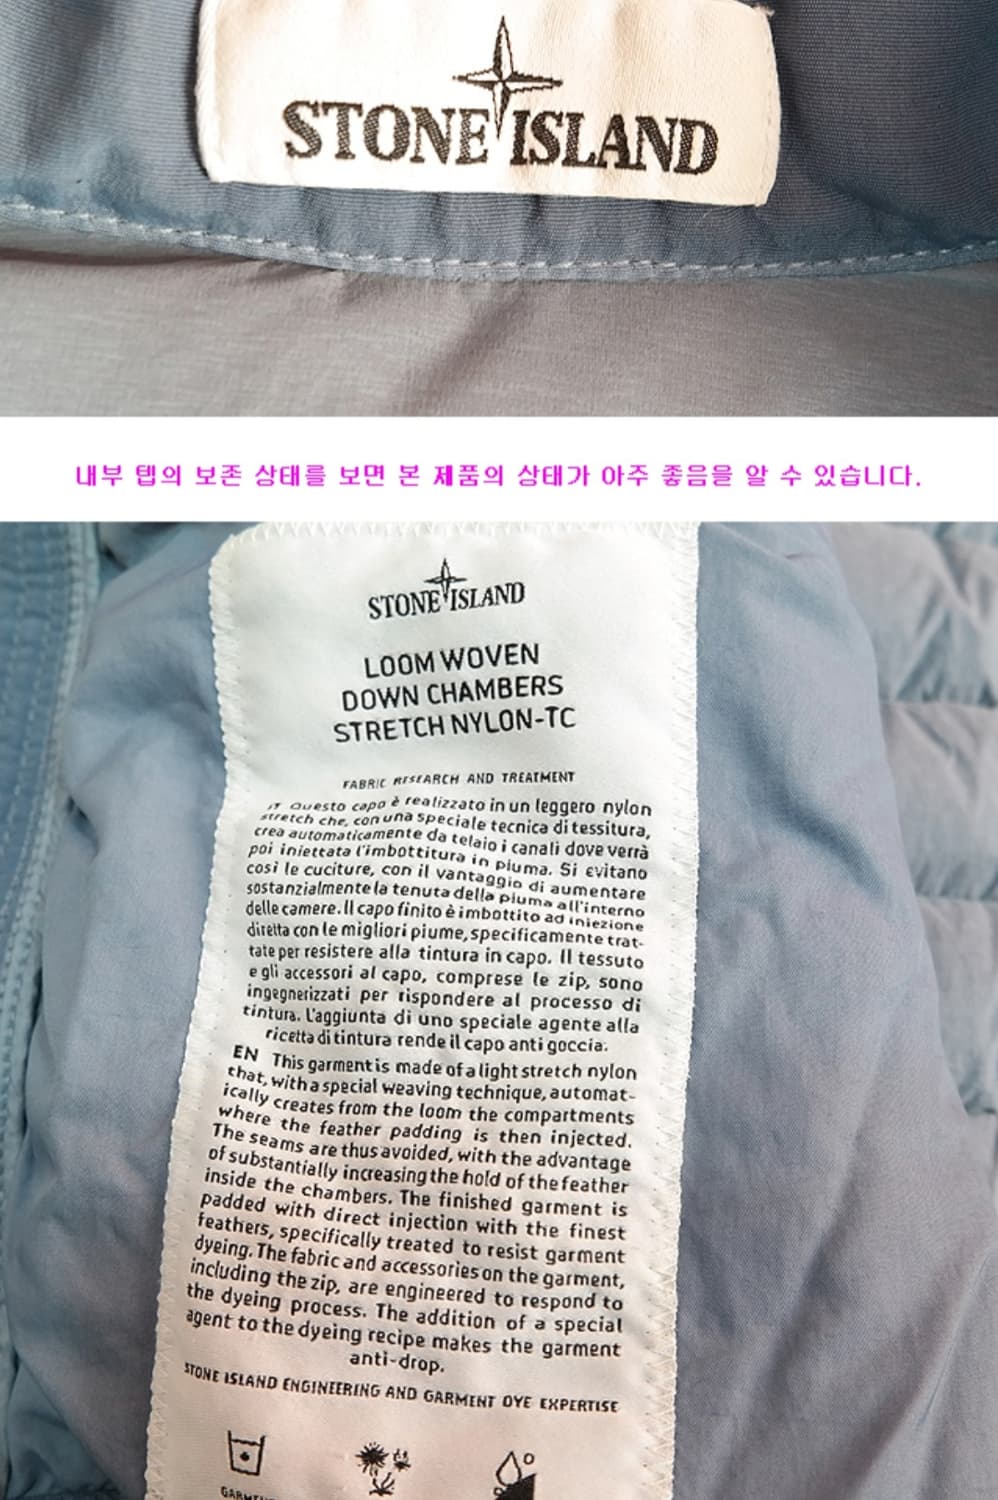 STONE ISLAND
내부 텝의 보존 상태를 보면 본 제품의 상태가 아주 좋음을 알 수 있습니다.
STONE ISLAND
LOOM WOVEN
DOWN CHAMBERS
STRETCH NYLON-TC
FABRIC RESEARCH AND TREATMENT
IT Questo capo è realizzato in un leggero nylon
stretch che, con una speciale tecnica di tessitura,
crea automaticamente da telaio i canali dove verrà
poi iniettata l'imbottitura in piuma. Si evitano
così le cuciture, con il vantaggio di aumentare
sostanzialmente la tenuta della piuma all'interno
delle camere. Il capo finito è imbottito ad iniezione
diretta con le migliori piume, specificamente trat-
tate per resistere alla tintura in capo. Il tessuto
e gli accessori al capo, comprese le zip, sono
ingegnerizzati per rispondere al processo di
tintura. L'aggiunta di uno speciale agente alla
ricetta di tintura rende il capo anti goccia.
EN This garment is made of a light stretch nylon
that, with a special weaving technique, automat-
ically creates from the loom the compartments
where the feather padding is then injected.
The seams are thus avoided, with the advantage
of substantially increasing the hold of the feather
inside the chambers. The finished garment is
padded with direct injection with the finest
feathers, specifically treated to resist garment
dyeing. The fabric and accessories on the garment,
including the zip, are engineered to respond to
the dyeing process. The addition of a special
agent to the dyeing recipe makes the garment
anti-drop.
STONE ISLAND ENGINEERING AND GARMENT DYE EXPERTISE